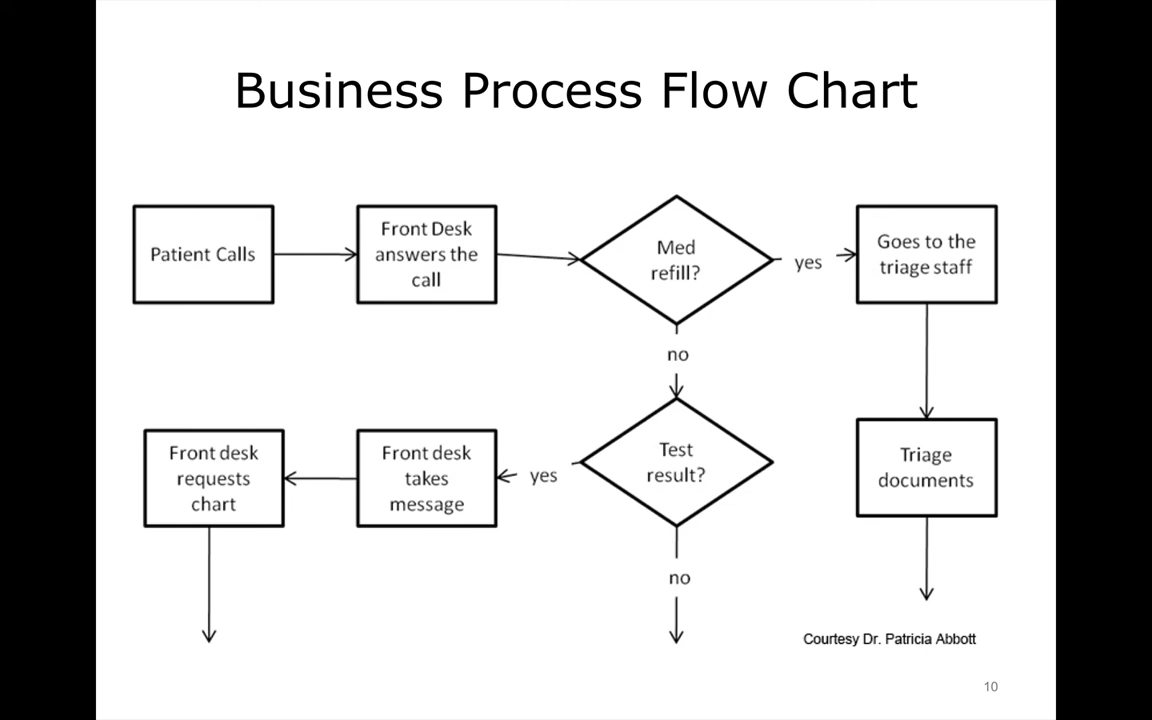 Business Process Flow Chart
Patient Calls
Front Desk
answers the
call
Med
refill?
yes
Goes to the
triage staff
no
Front desk
requests
chart
Front desk
takes
message
yes
Test
result?
Triage
documents
no
Courtesy Dr. Patricia Abbott
10